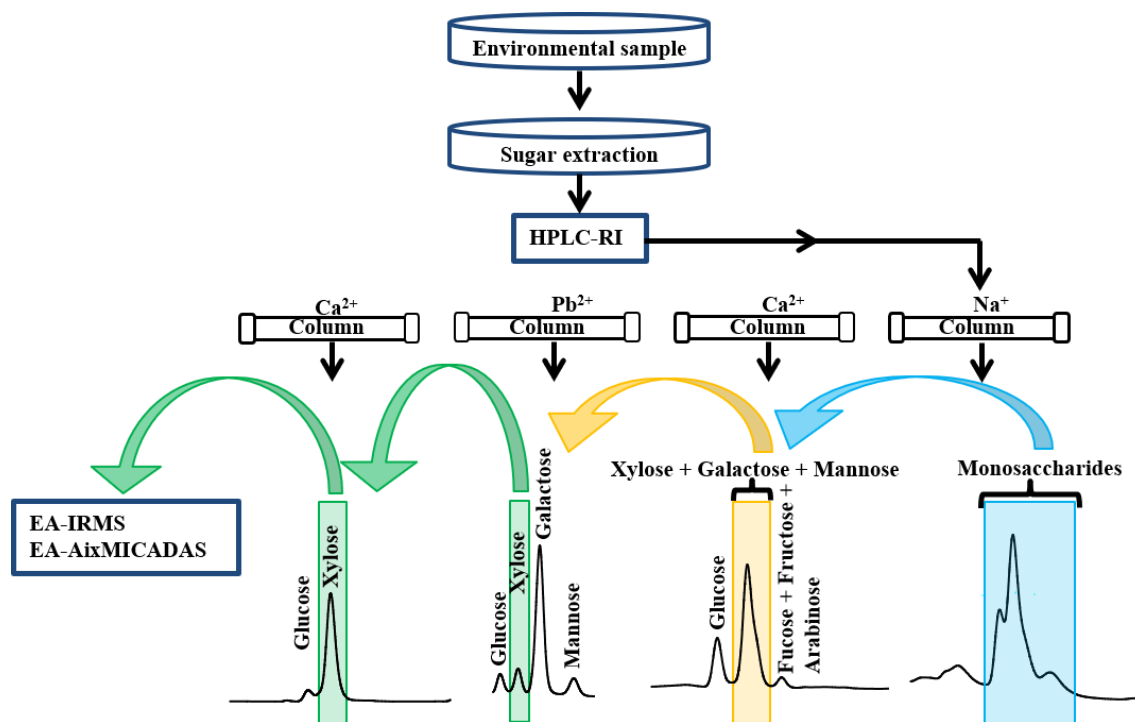 Environmental sample
Sugar extraction
HPLC-RI
Ca²⁺
Column
Pb²⁺
Column
Ca²⁺
Column
Na⁺
Column
EA-IRMS
EA-AixMICADAS
Glucose
Xylose
Glucose
Xylose
Galactose
Mannose
Xylose + Galactose + Mannose
Glucose
Fucose + Fructose +
Arabinose
Monosaccharides